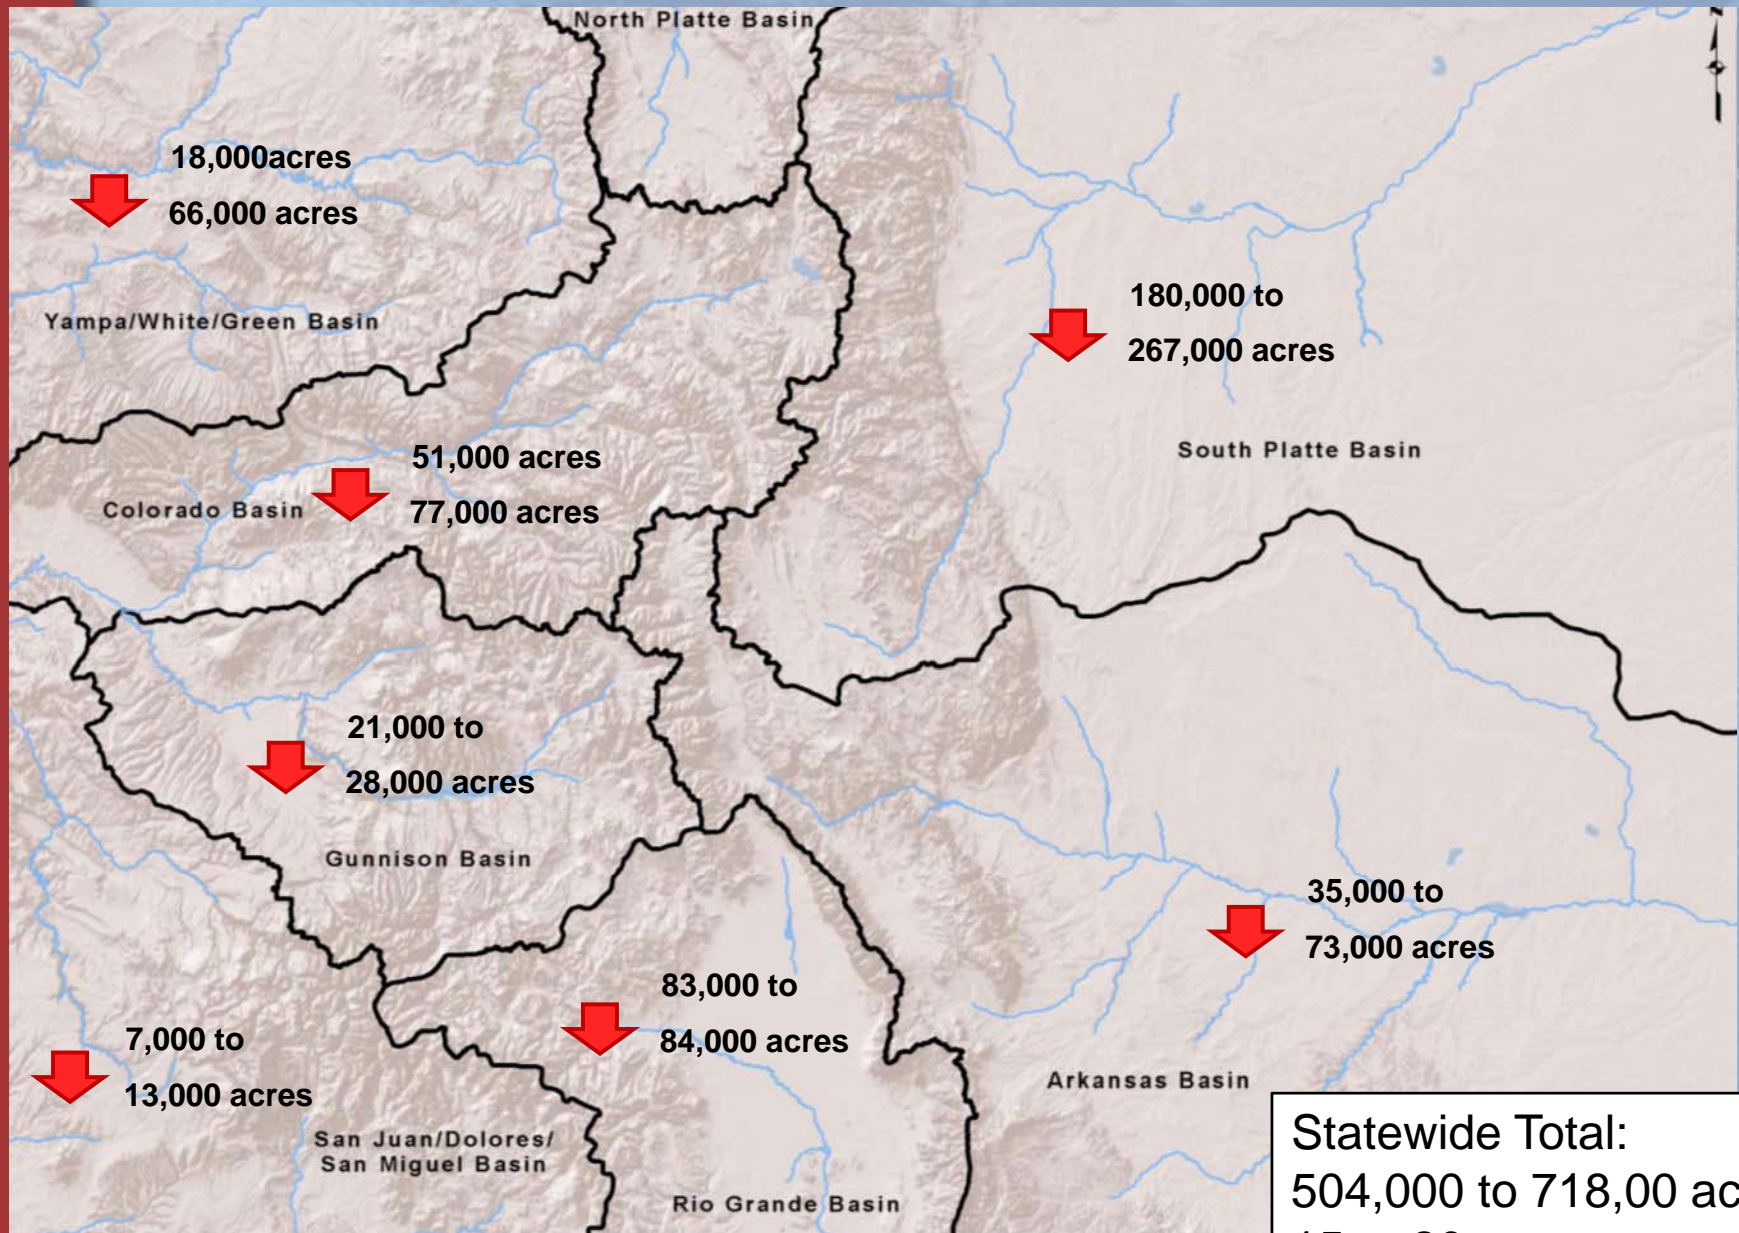 North Platte Basin
N
18,000acres
66,000 acres
Yampa/White/Green Basin
180,000 to
267,000 acres
South Platte Basin
51,000 acres
77,000 acres
Colorado Basin
21,000 to
28,000 acres
Gunnison Basin
35,000 to
73,000 acres
83,000 to
84,000 acres
7,000 to
13,000 acres
Arkansas Basin
San Juan/Dolores/
San Miguel Basin
Rio Grande Basin
Statewide Total:
504,000 to 718,00 ac